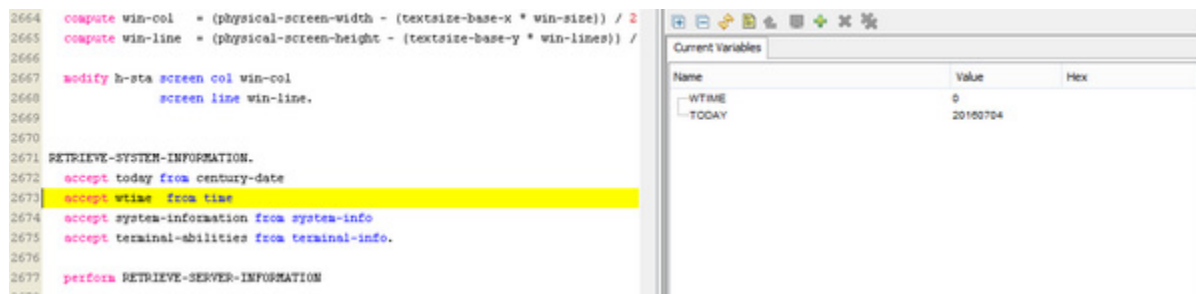 2664 compute win-col = (physical-screen-width - (textsize-base-x * win-size)) / 2
2665 compute win-line = (physical-screen-height - (textsize-base-y * win-lines)) /
2666
2667 modify h-sta screen col win-col
2668 screen line win-line.
2669
2670
2671 RETRIEVE-SYSTEM-INFORMATION.
2672 accept today from century-date
2673 accept wtime from time
2674 accept system-information from system-info
2675 accept terminal-abilities from terminal-info.
2676
2677 perform RETRIEVE-SERVER-INFORMATION
Current Variables
Name Value Hex
WTIME 0
TODAY 20160704